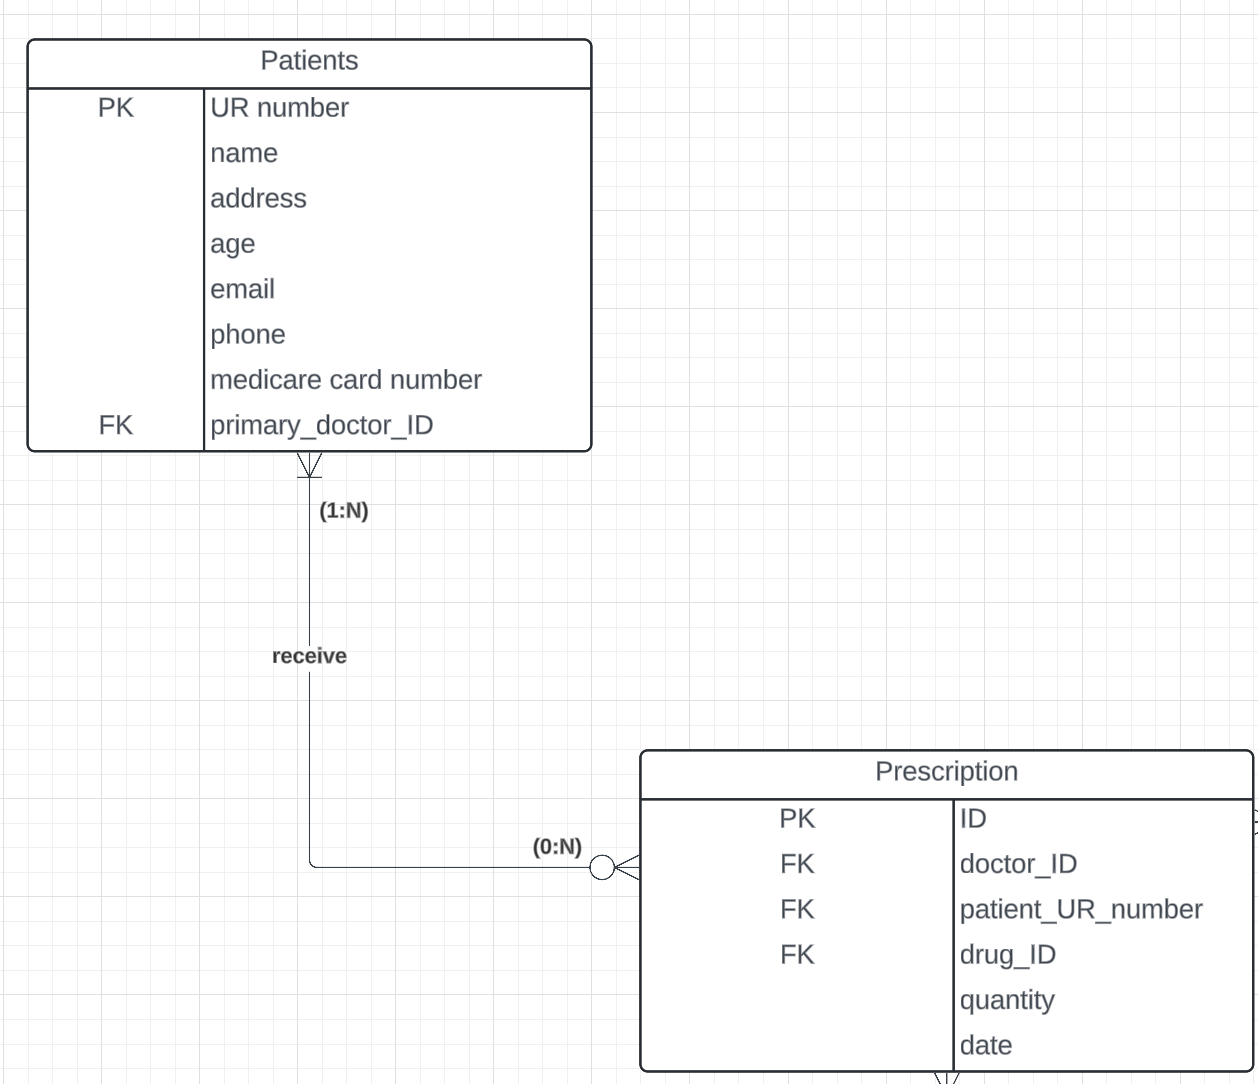 Patients
PK UR number
name
address
age
email
phone
medicare card number
FK primary_doctor_ID
(1:N)
receive
(0:N)
Prescription
PK ID
FK doctor_ID
FK patient_UR_number
FK drug_ID
quantity
date